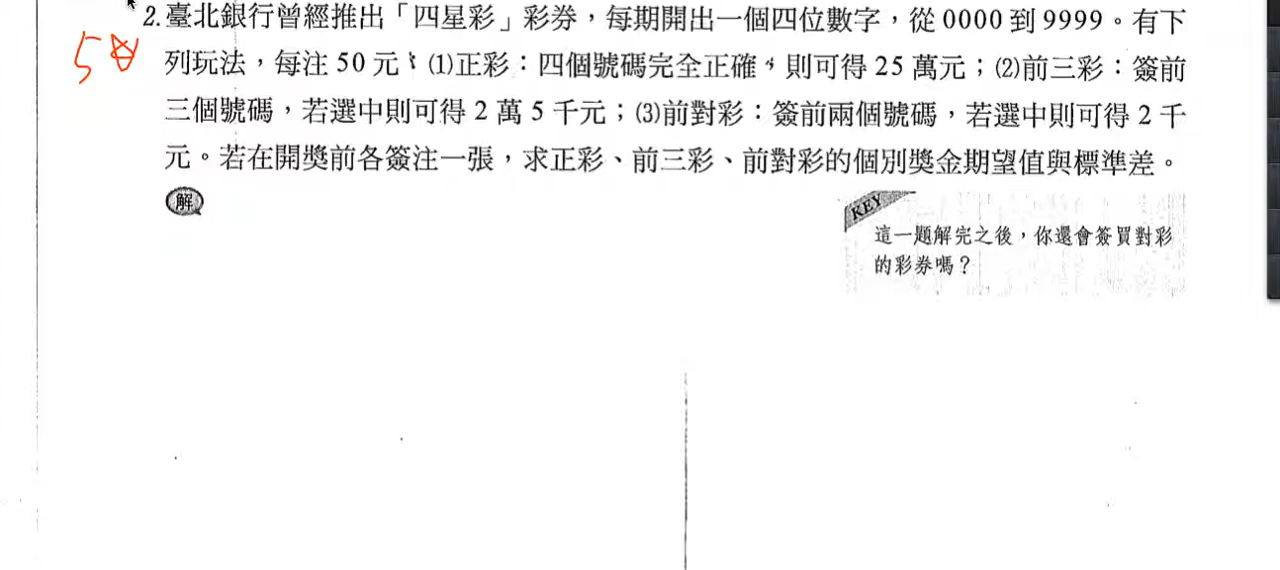 2.臺北銀行曾經推出「四星彩」彩券，每期開出一個四位數字，從 0000 到 9999。有下
5☆ 列玩法，每注 50 元：(1)正彩：四個號碼完全正確，則可得 25 萬元；(2)前三彩：簽前
三個號碼，若選中則可得 2 萬 5 千元；(3)前對彩：簽前兩個號碼，若選中則可得 2 千
元。若在開獎前各簽注一張，求正彩、前三彩、前對彩的個別獎金期望值與標準差。
解
KEY
這一題解完之後，你還會簽買對彩
的彩券嗎？